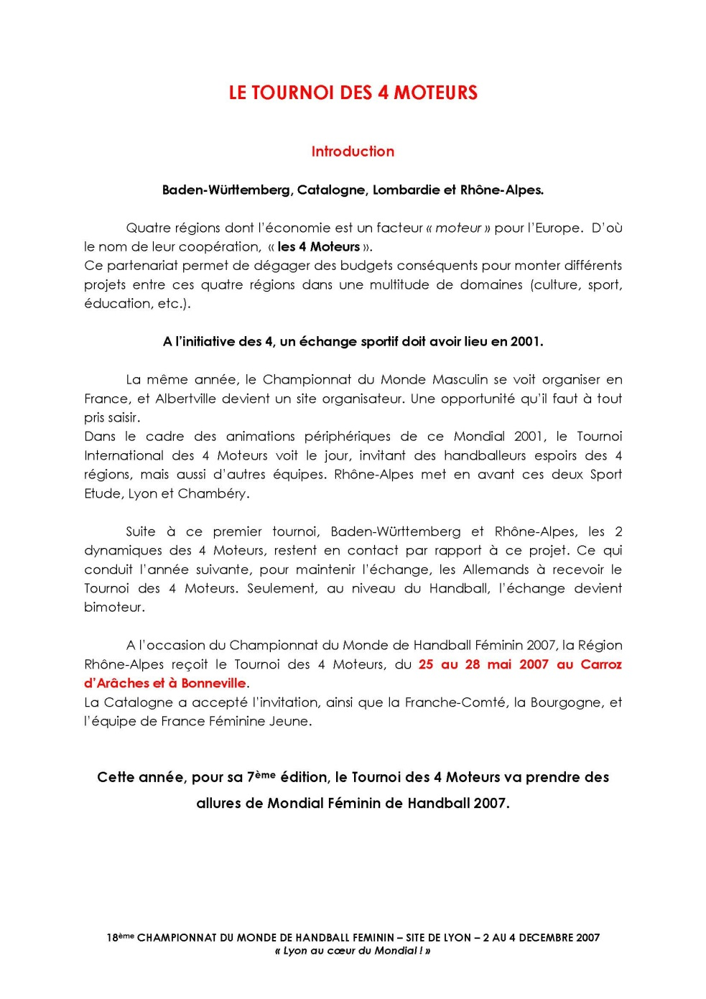 LE TOURNOI DES 4 MOTEURS
Introduction
Baden-Württemberg, Catalogne, Lombardie et Rhône-Alpes.
Quatre régions dont l'économie est un facteur « moteur » pour l'Europe. D'où
le nom de leur coopération, « les 4 Moteurs ».
Ce partenariat permet de dégager des budgets conséquents pour monter différents
projets entre ces quatre régions dans une multitude de domaines (culture, sport,
éducation, etc.).
A l'initiative des 4, un échange sportif doit avoir lieu en 2001.
La même année, le Championnat du Monde Masculin se voit organiser en
France, et Albertville devient un site organisateur. Une opportunité qu'il faut à tout
pris saisir.
Dans le cadre des animations périphériques de ce Mondial 2001, le Tournoi
International des 4 Moteurs voit le jour, invitant des handballeurs espoirs des 4
régions, mais aussi d'autres équipes. Rhône-Alpes met en avant ces deux Sport
Etude, Lyon et Chambéry.
Suite à ce premier tournoi, Baden-Württemberg et Rhône-Alpes, les 2
dynamiques des 4 Moteurs, restent en contact par rapport à ce projet. Ce qui
conduit l'année suivante, pour maintenir l'échange, les Allemands à recevoir le
Tournoi des 4 Moteurs. Seulement, au niveau du Handball, l'échange devient
bimoteur.
A l'occasion du Championnat du Monde de Handball Féminin 2007, la Région
Rhône-Alpes reçoit le Tournoi des 4 Moteurs, du 25 au 28 mai 2007 au Carroz
d'Arâches et à Bonneville.
La Catalogne a accepté l'invitation, ainsi que la Franche-Comté, la Bourgogne, et
l'équipe de France Féminine Jeune.
Cette année, pour sa 7ème édition, le Tournoi des 4 Moteurs va prendre des
allures de Mondial Féminin de Handball 2007.
18ème CHAMPIONNAT DU MONDE DE HANDBALL FEMININ – SITE DE LYON – 2 AU 4 DECEMBRE 2007
« Lyon au cœur du Mondial ! »